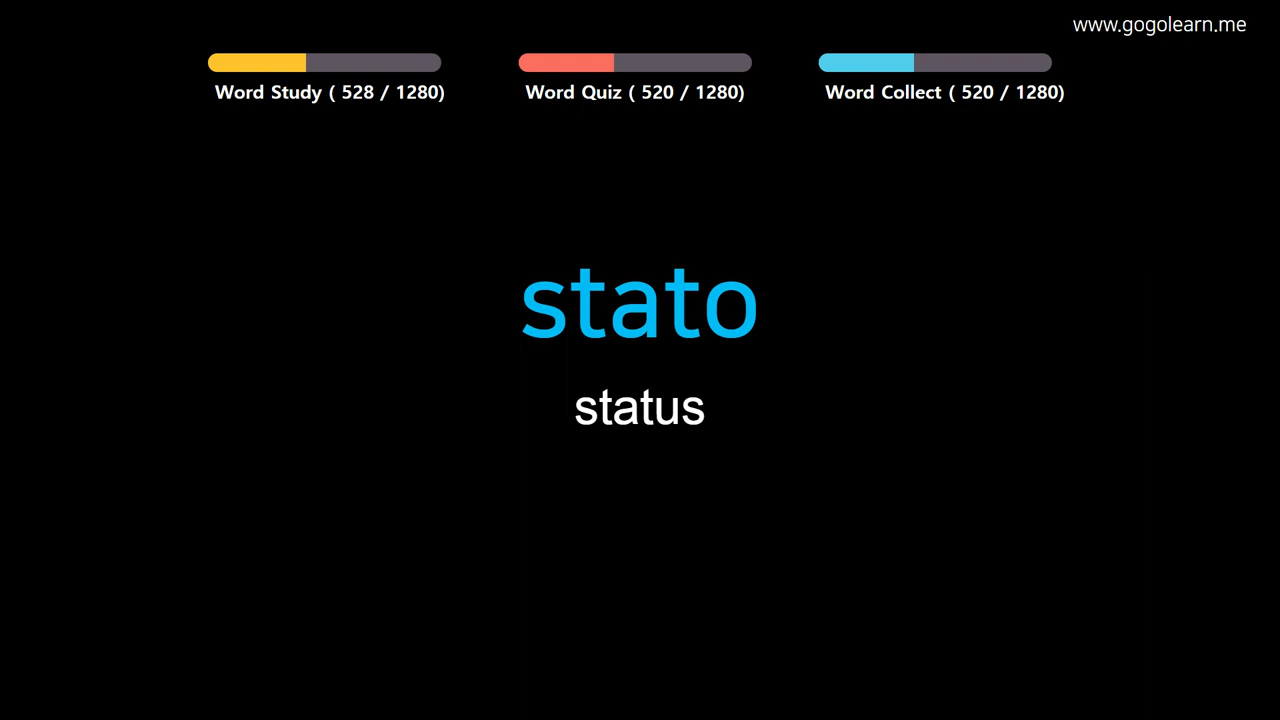 www.gogolearn.me
Word Study ( 528 / 1280)
Word Quiz ( 520 / 1280)
Word Collect ( 520 / 1280)
stato
status